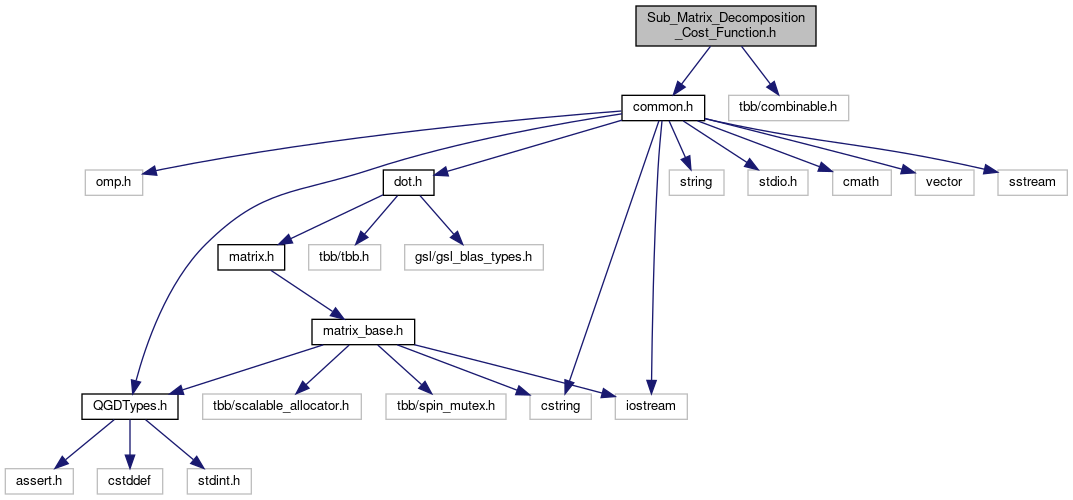 Sub_Matrix_Decomposition
_Cost_Function.h
common.h
tbb/combinable.h
omp.h
dot.h
string
stdio.h
cmath
vector
sstream
matrix.h
tbb/tbb.h
gsl/gsl_blas_types.h
matrix_base.h
QGDTypes.h
tbb/scalable_allocator.h
tbb/spin_mutex.h
cstring
iostream
assert.h
cstddef
stdint.h